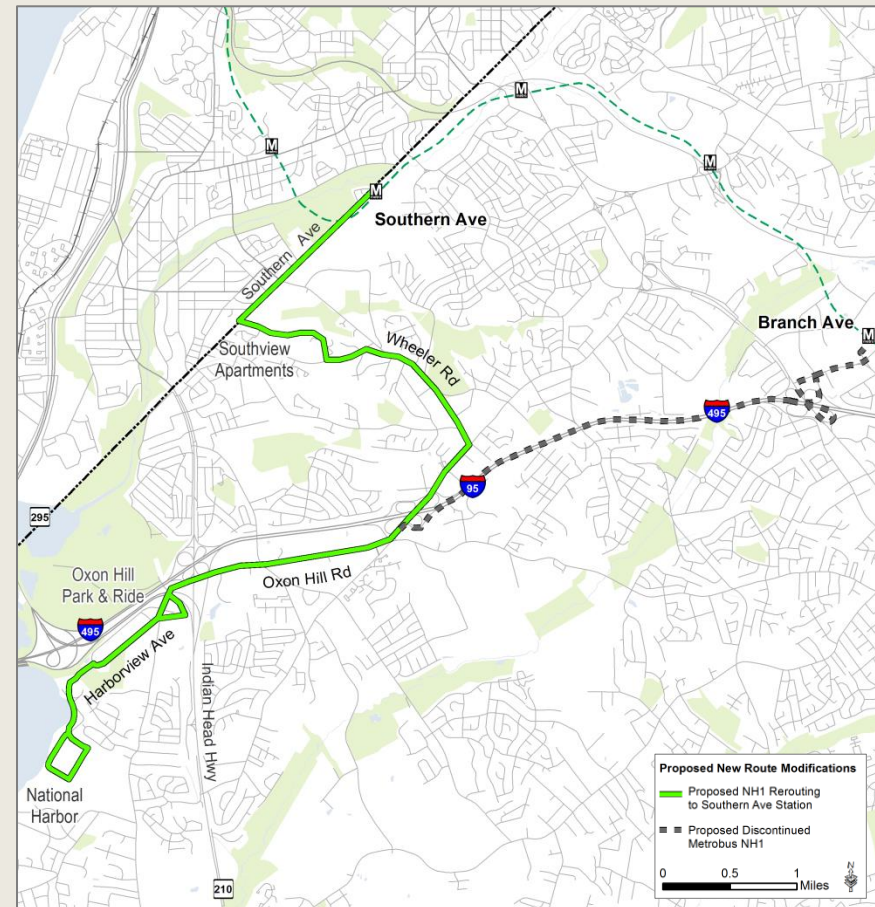 M
M
M
M
M
Southern Ave
Southern Ave
Branch Ave
Southview
Apartments
Wheeler Rd
495
95
295
Oxon Hill
Park & Ride
Oxon Hill Rd
495
Harborview Ave
Indian Head Hwy
National
Harbor
210
Proposed New Route Modifications
Proposed NH1 Rerouting
to Southern Ave Station
Proposed Discontinued
Metrobus NH1
0 0.5 1
Miles
N